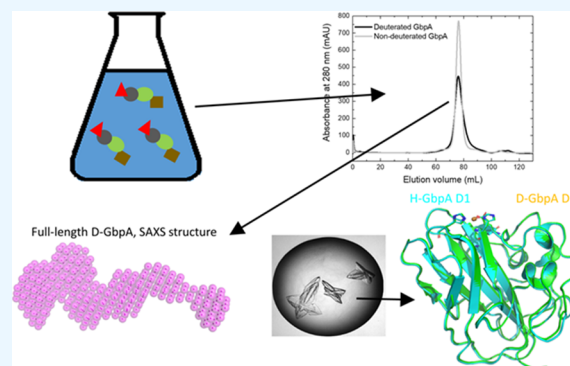 800
700
600
500
400
300
200
100
0
Absorbance at 280 nm (mAU)
Deuterated GbpA
Non-deuterated GbpA
0 20 40 60 80 100 120
Elution volume (mL)
Full-length D-GbpA, SAXS structure
H-GbpA D1
D-GbpA D